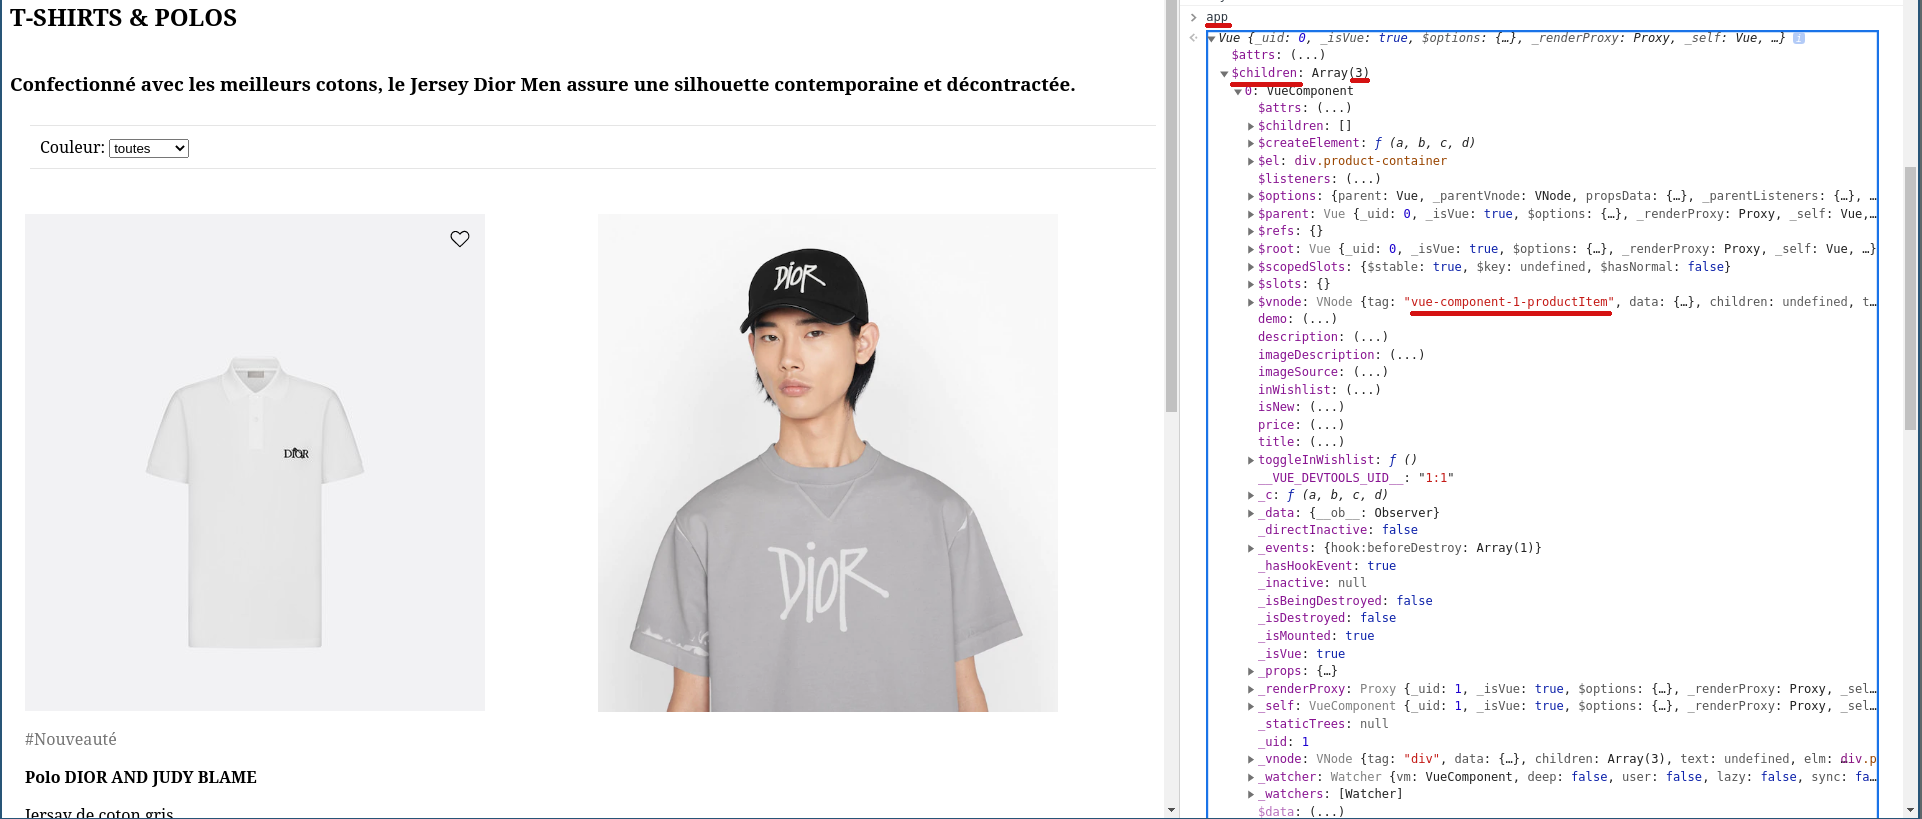 T-SHIRTS & POLOS
Confectionné avec les meilleurs cotons, le Jersey Dior Men assure une silhouette contemporaine et décontractée.
Couleur: toutes
DIOR
DIOR
DIOR
#Nouveauté
Polo DIOR AND JUDY BLAME
Jersay de coton gris
app
Vue {_uid: 0, _isVue: true, $options: {…}, _renderProxy: Proxy, _self: Vue, …} i
$attrs: (...)
$children: Array(3)
0: VueComponent
$attrs: (...)
$children: []
$createElement: ƒ (a, b, c, d)
$el: div.product-container
$listeners: (...)
$options: {parent: Vue, _parentVnode: VNode, propsData: {…}, _parentListeners: {…}, …
$parent: Vue {_uid: 0, _isVue: true, $options: {…}, _renderProxy: Proxy, _self: Vue,…
$refs: {}
$root: Vue {_uid: 0, _isVue: true, $options: {…}, _renderProxy: Proxy, _self: Vue, …}
$scopedSlots: {$stable: true, $key: undefined, $hasNormal: false}
$slots: {}
$vnode: VNode {tag: "vue-component-1-productItem", data: {…}, children: undefined, t…
demo: (...)
description: (...)
imageDescription: (...)
imageSource: (...)
inWishlist: (...)
isNew: (...)
price: (...)
title: (...)
toggleInWishlist: ƒ ()
__VUE_DEVTOOLS_UID__: "1:1"
_c: ƒ (a, b, c, d)
_data: {__ob__: Observer}
_directInactive: false
_events: {hook:beforeDestroy: Array(1)}
_hasHookEvent: true
_inactive: null
_isBeingDestroyed: false
_isDestroyed: false
_isMounted: true
_isVue: true
_props: {…}
_renderProxy: Proxy {_uid: 1, _isVue: true, $options: {…}, _renderProxy: Proxy, _sel…
_self: VueComponent {_uid: 1, _isVue: true, $options: {…}, _renderProxy: Proxy, _sel…
_staticTrees: null
_uid: 1
_vnode: VNode {tag: "div", data: {…}, children: Array(3), text: undefined, elm: div.p
_watcher: Watcher {vm: VueComponent, deep: false, user: false, lazy: false, sync: fa…
_watchers: [Watcher]
$data: (...)